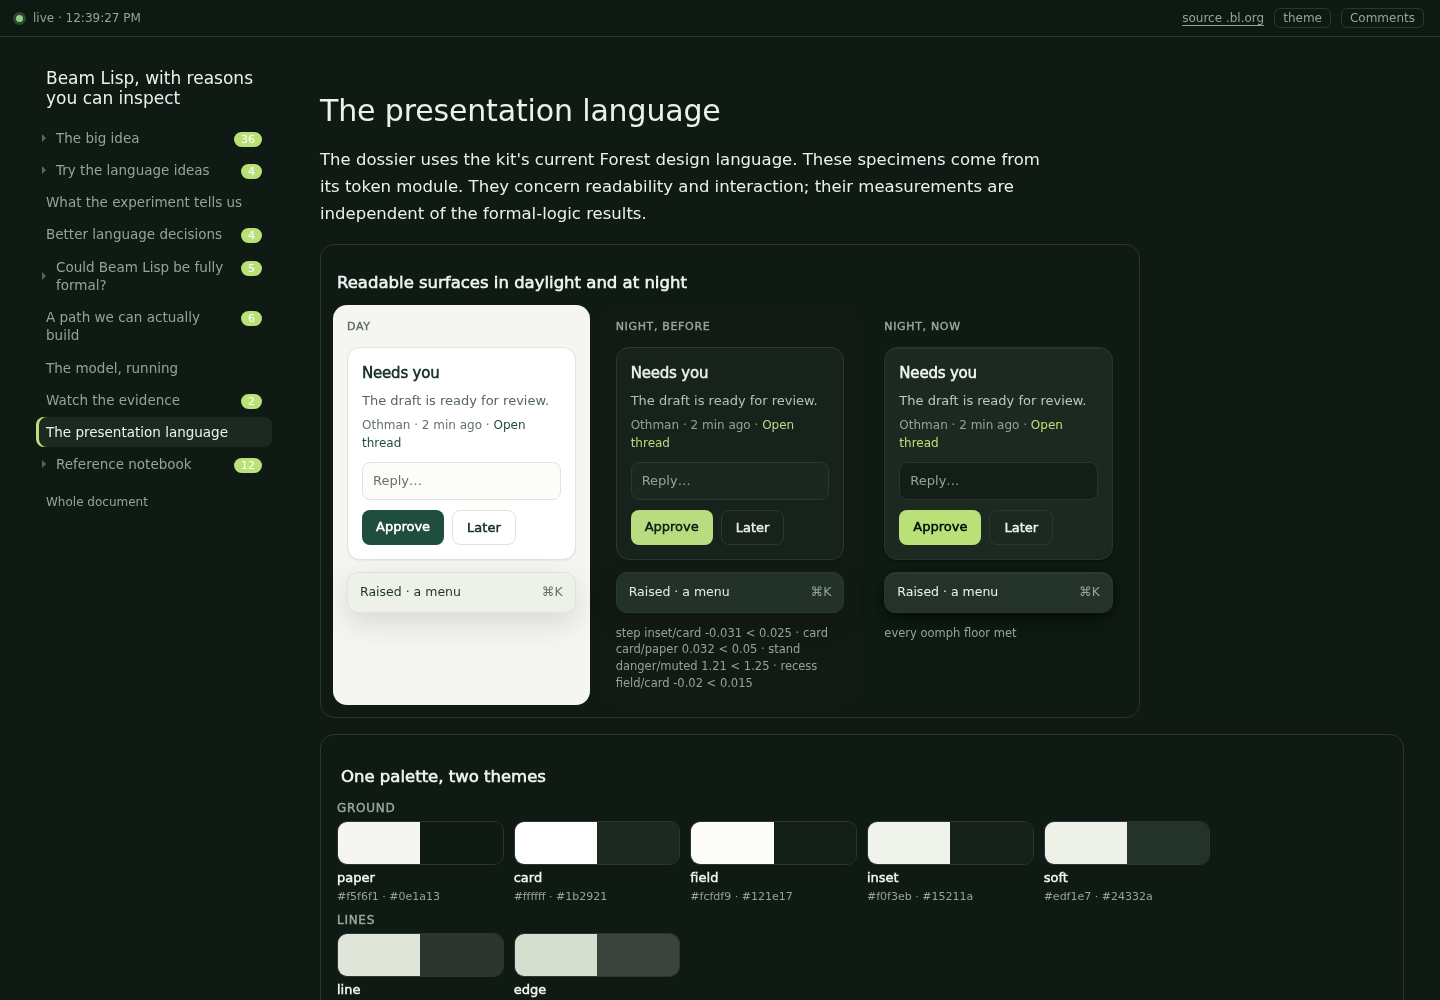 live · 12:39:27 PM
source .bl.org
theme
Comments
Beam Lisp, with reasons
you can inspect
The big idea 36
Try the language ideas 4
What the experiment tells us
Better language decisions 4
Could Beam Lisp be fully 5
formal?
A path we can actually 6
build
The model, running
Watch the evidence 2
The presentation language
Reference notebook 12
Whole document
The presentation language
The dossier uses the kit's current Forest design language. These specimens come from
its token module. They concern readability and interaction; their measurements are
independent of the formal-logic results.
Readable surfaces in daylight and at night
DAY
Needs you
The draft is ready for review.
Othman · 2 min ago · Open
thread
Reply…
Approve
Later
Raised · a menu ⌘K
NIGHT, BEFORE
Needs you
The draft is ready for review.
Othman · 2 min ago · Open
thread
Reply…
Approve
Later
Raised · a menu ⌘K
step inset/card -0.031 < 0.025 · card
card/paper 0.032 < 0.05 · stand
danger/muted 1.21 < 1.25 · recess
field/card -0.02 < 0.015
NIGHT, NOW
Needs you
The draft is ready for review.
Othman · 2 min ago · Open
thread
Reply…
Approve
Later
Raised · a menu ⌘K
every oomph floor met
One palette, two themes
GROUND
paper
#f5f6f1 · #0e1a13
card
#ffffff · #1b2921
field
#fcfdf9 · #121e17
inset
#f0f3eb · #15211a
soft
#edf1e7 · #24332a
LINES
line
edge